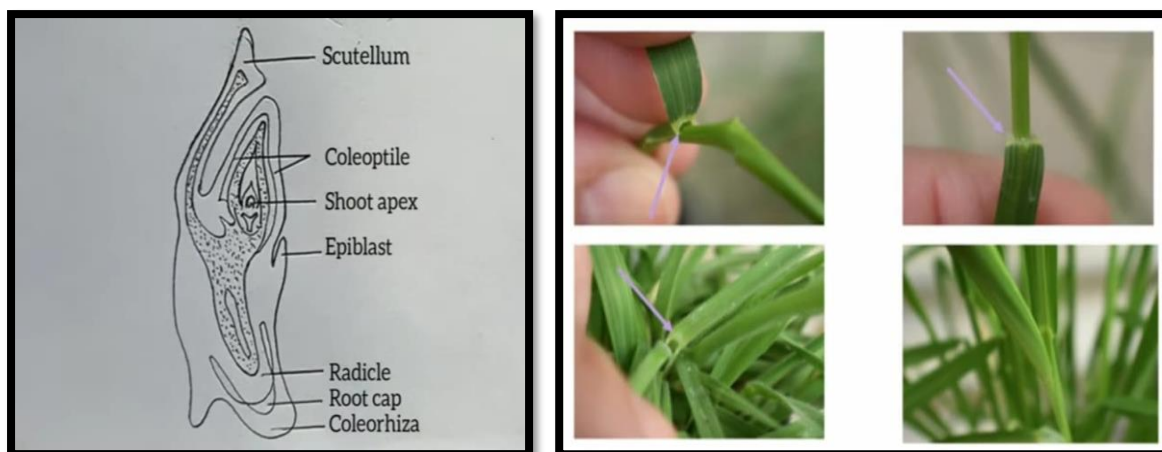 Scutellum
Coleoptile
Shoot apex
Epiblast
Radicle
Root cap
Coleorhiza